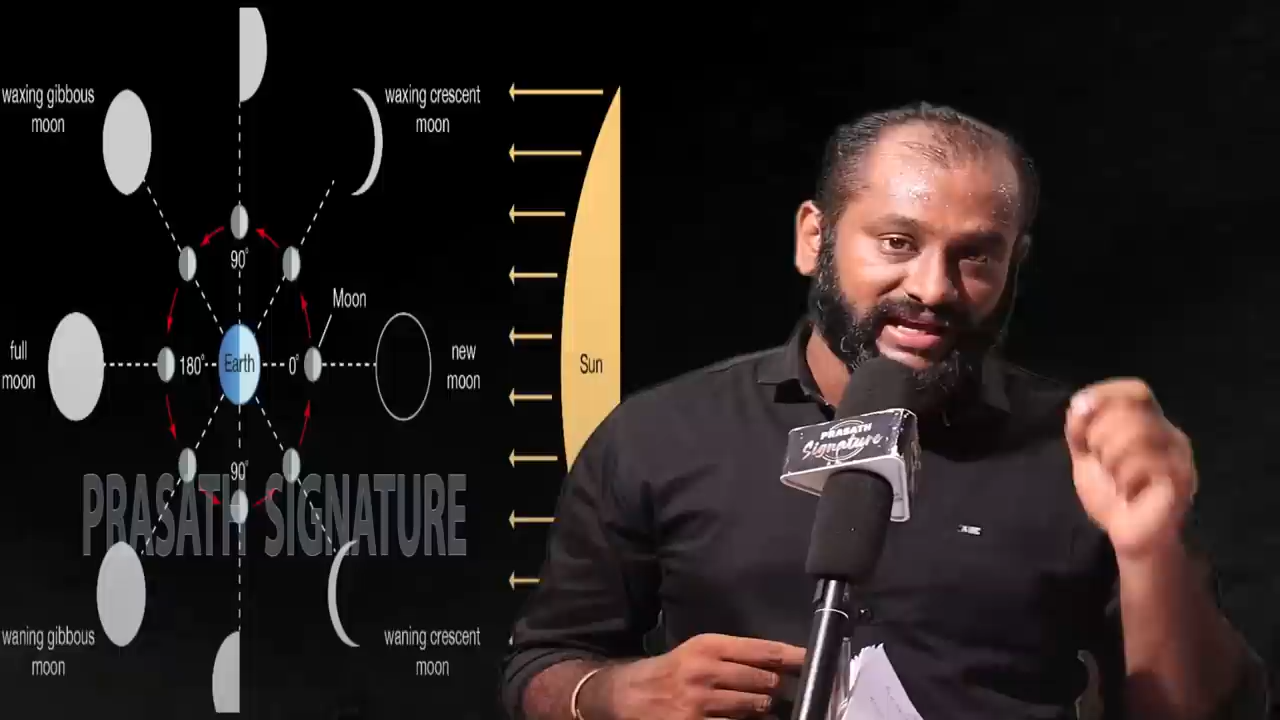 waxing gibbous
moon
waxing crescent
moon
90°
Moon
full
moon
180°
Earth
0°
new
moon
Sun
90°
PRASATH SIGNATURE
waning gibbous
moon
waning crescent
moon
PRASATH
Signature